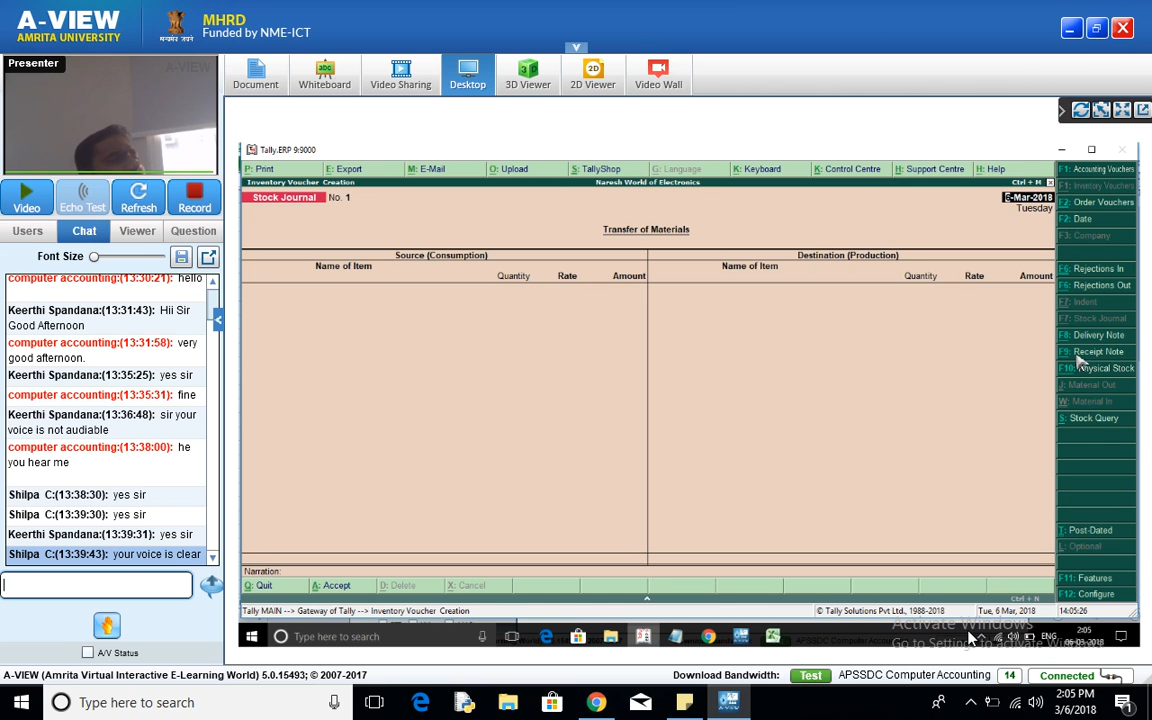 A-VIEW
AMRITA UNIVERSITY
MHRD
Funded by NME-ICT
Presenter
A-VIEW
Document
Whiteboard
Video Sharing
Desktop
3D Viewer
2D Viewer
Video Wall
Video
Echo Test
Refresh
Record
Users
Chat
Viewer
Question
Font Size
computer accounting:(13:30:21): hello
Keerthi Spandana:(13:31:43): Hii Sir
Good Afternoon
computer accounting:(13:31:58): very
good afternoon.
Keerthi Spandana:(13:35:25): yes sir
computer accounting:(13:35:31): fine
Keerthi Spandana:(13:36:48): sir your
voice is not audiable
computer accounting:(13:38:00): he
you hear me
Shilpa C:(13:38:30): yes sir
Shilpa C:(13:39:30): yes sir
Keerthi Spandana:(13:39:31): yes sir
Shilpa C:(13:39:43): your voice is clear
A/V Status
Tally.ERP 9:9000
P: Print
E: Export
M: E-Mail
O: Upload
S: TallyShop
G: Language
K: Keyboard
K: Control Centre
H: Support Centre
H: Help
Inventory Voucher Creation
Naresh World of Electronics
Ctrl + M
Stock Journal No. 1
6-Mar-2018
Tuesday
Transfer of Materials
Source (Consumption)
Destination (Production)
Name of Item
Quantity Rate Amount
Name of Item
Quantity Rate Amount
Narration:
Q: Quit
A: Accept
D: Delete
X: Cancel
Ctrl + N
Tally MAIN --> Gateway of Tally --> Inventory Voucher Creation
© Tally Solutions Pvt Ltd., 1988-2018
Tue, 6 Mar, 2018
14:05:26
F1: Accounting Vouchers
F1: Inventory Vouchers
F2: Order Vouchers
F2: Date
F3: Company
F6: Rejections In
F6: Rejections Out
F7: Indent
F7: Stock Journal
F8: Delivery Note
F9: Receipt Note
F10: Physical Stock
J: Material Out
W: Material In
S: Stock Query
T: Post-Dated
L: Optional
F11: Features
F12: Configure
Type here to search
ENG
2:05
06-03-2018
Activate Windows
Go to Settings to activate Windows.
A-VIEW (Amrita Virtual Interactive E-Learning World) 5.0.15493; © 2007-2017
Download Bandwidth:
Test
APSSDC Computer Accounting
14
Connected
Type here to search
2:05 PM
3/6/2018
1